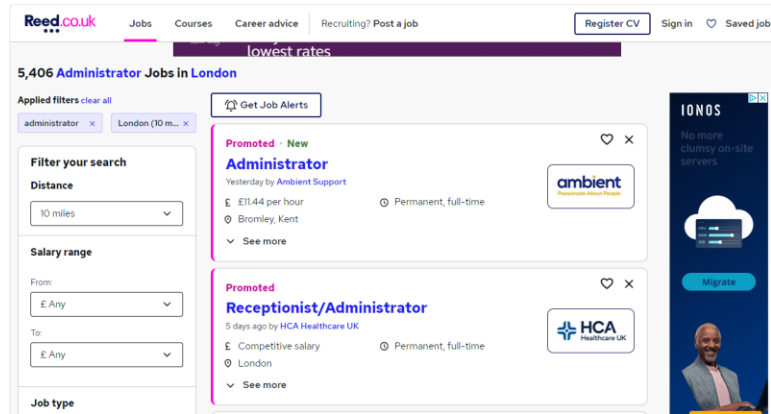 Reed.co.uk
Jobs Courses Career advice Recruiting? Post a job Register CV Sign in Saved job
lowest rates
5,406 Administrator Jobs in London
Applied filters clear all
administrator × London (10 m... ×
Filter your search
Distance
10 miles
Salary range
From:
£ Any
To:
£ Any
Job type
Get Job Alerts
Promoted · New
Administrator
Yesterday by Ambient Support
£ £11.44 per hour Permanent, full-time
Bromley, Kent
See more
ambient
Passionate About People
Promoted
Receptionist/Administrator
5 days ago by HCA Healthcare UK
£ Competitive salary Permanent, full-time
London
See more
HCA
Healthcare UK
IONOS
No more
clumsy on-site
servers
Migrate